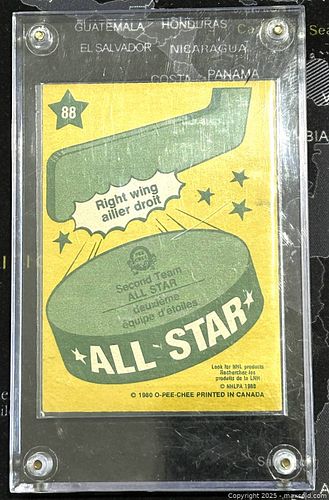 GUATEMALA HONDURAS
EL SALVADOR NICARAGUA
COSTA PANAMA
88
Right wing
ailier droit
Second Team
ALL STAR
deuxième
équipe d'étoiles
ALL STAR
Look for NHL products
Recherchez les
produits de la LNH
© NHLPA 1980
© 1980 O-PEE-CHEE PRINTED IN CANADA
Copyright 2025 - maxsold.com